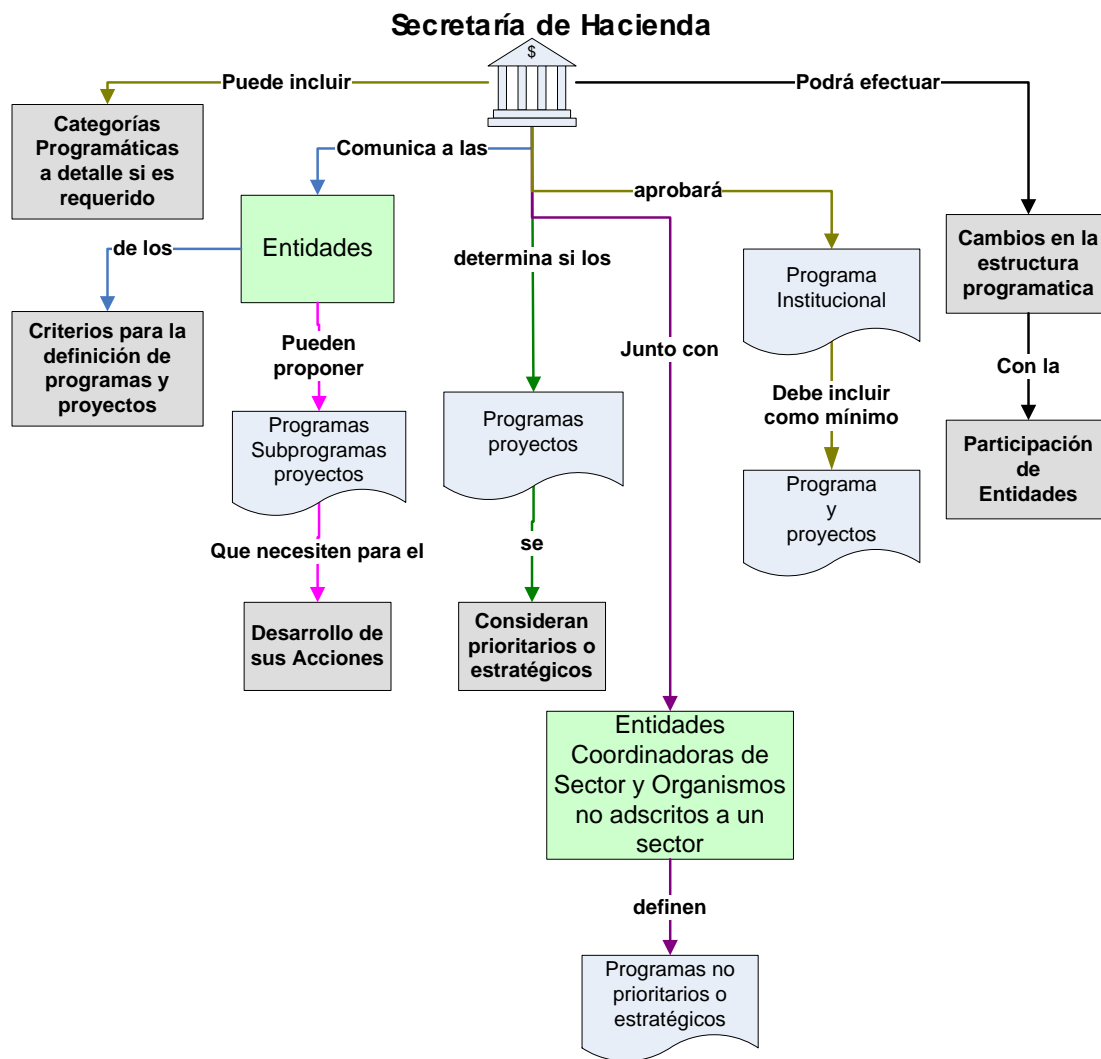 Secretaría de Hacienda
$
Puede incluir
Podrá efectuar
Categorías
Programáticas
a detalle si es
requerido
Comunica a las
aprobará
Entidades
de los
determina si los
Cambios en la
estructura
programatica
Programa
Institucional
Criterios para la
definición de
programas y
proyectos
Pueden
proponer
Junto con
Con la
Debe incluir
como mínimo
Programas
Subprogramas
proyectos
Programas
proyectos
Participación
de
Entidades
Programa
y
proyectos
Que necesiten para el
se
Desarrollo de
sus Acciones
Consideran
prioritarios o
estratégicos
Entidades
Coordinadoras de
Sector y Organismos
no adscritos a un
sector
definen
Programas no
prioritarios o
estratégicos